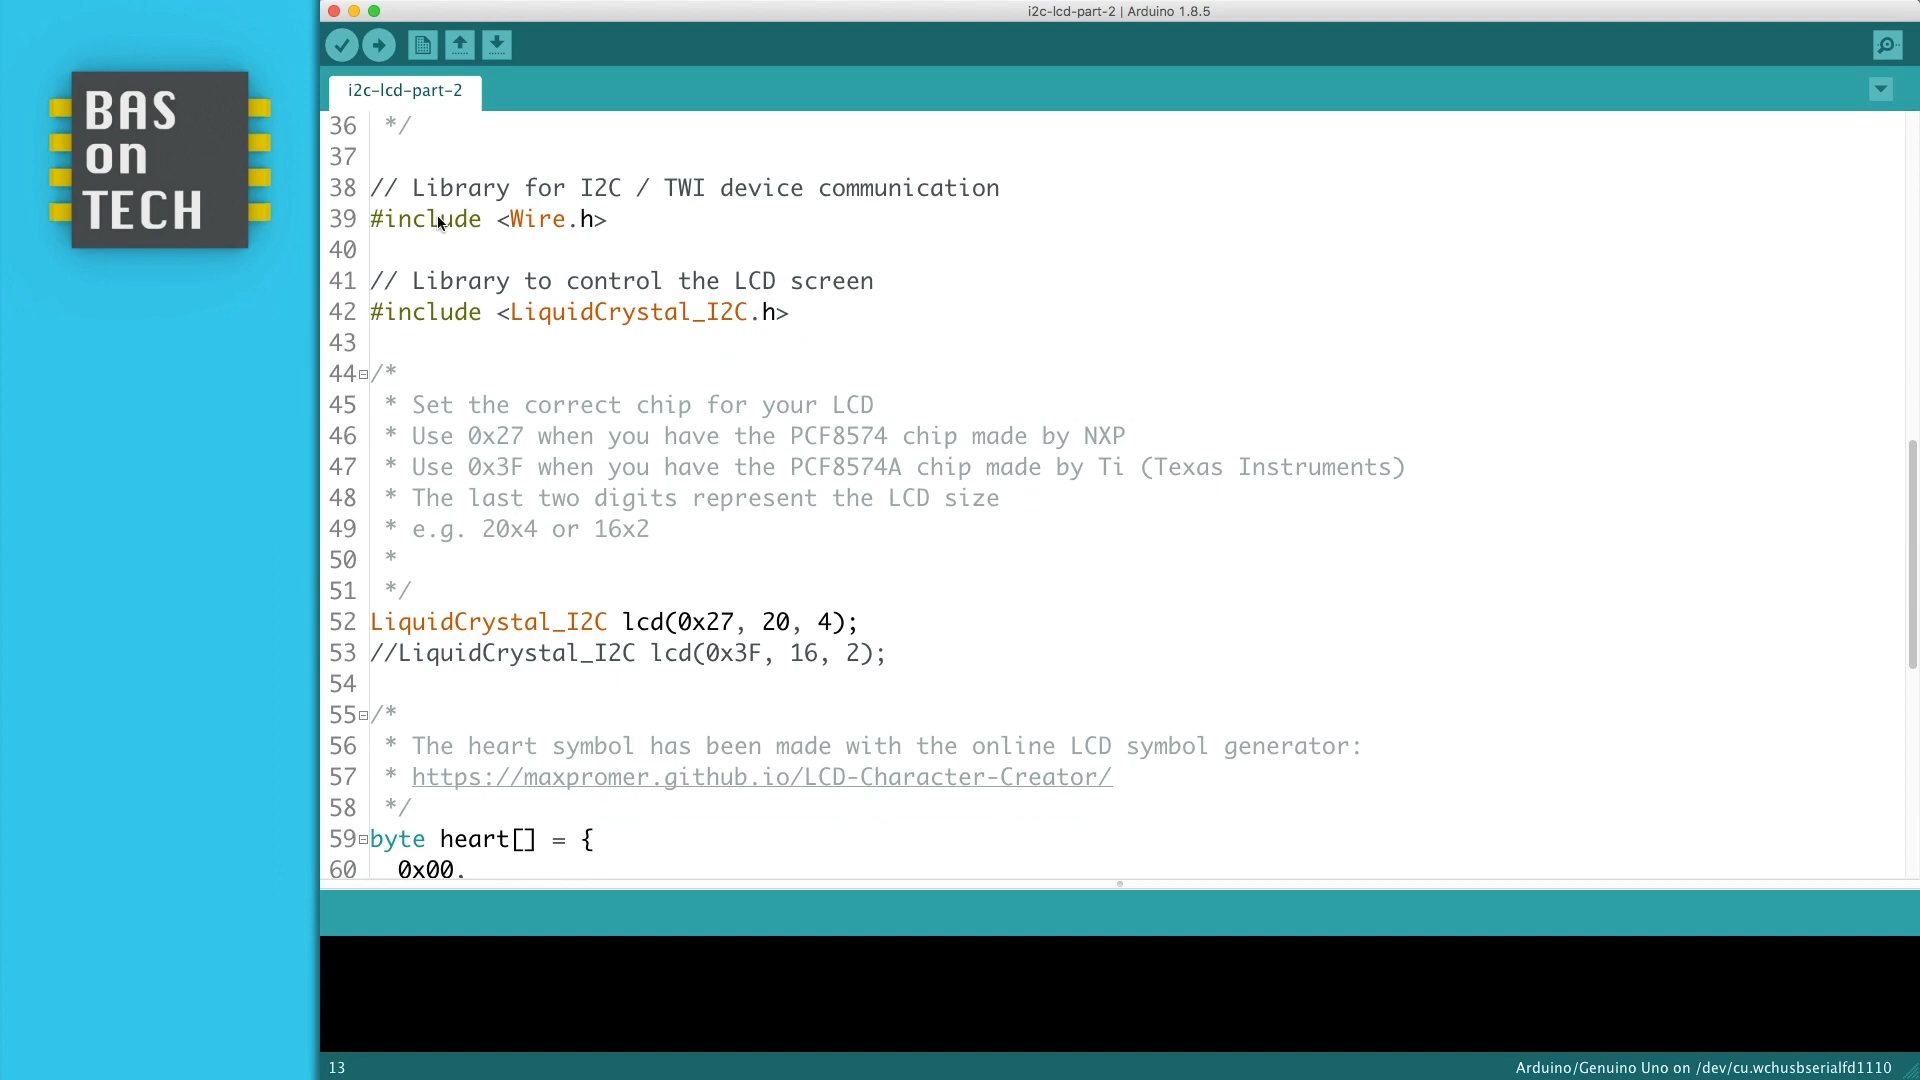 i2c-lcd-part-2 | Arduino 1.8.5
BAS
on
TECH
i2c-lcd-part-2
36 */
37
38 // Library for I2C / TWI device communication
39 #include <Wire.h>
40
41 // Library to control the LCD screen
42 #include <LiquidCrystal_I2C.h>
43
44 /*
45 * Set the correct chip for your LCD
46 * Use 0x27 when you have the PCF8574 chip made by NXP
47 * Use 0x3F when you have the PCF8574A chip made by Ti (Texas Instruments)
48 * The last two digits represent the LCD size
49 * e.g. 20x4 or 16x2
50 *
51 */
52 LiquidCrystal_I2C lcd(0x27, 20, 4);
53 //LiquidCrystal_I2C lcd(0x3F, 16, 2);
54
55 /*
56 * The heart symbol has been made with the online LCD symbol generator:
57 * https://maxpromer.github.io/LCD-Character-Creator/
58 */
59 byte heart[] = {
60 0x00,
13
Arduino/Genuino Uno on /dev/cu.wchusbserialfd1110